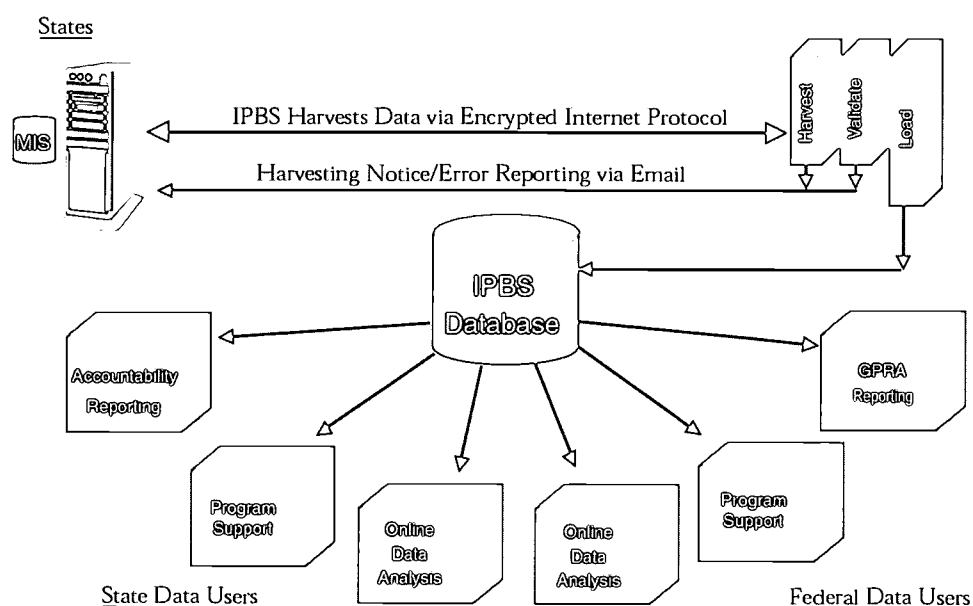 States
MIS
IPBS Harvests Data via Encrypted Internet Protocol
Harvesting Notice/Error Reporting via Email
Harvest
Validate
Load
IPBS
Database
Accountability
Reporting
Program
Support
Online
Data
Analysis
Online
Data
Analysis
Program
Support
GPRA
Reporting
State Data Users
Federal Data Users